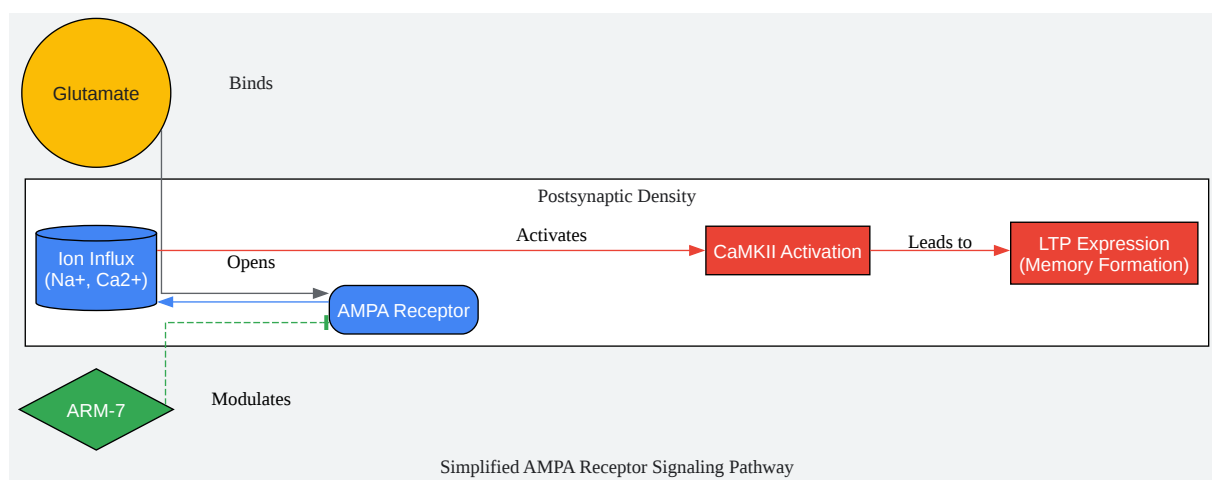 Glutamate
Binds
Postsynaptic Density
Ion Influx
(Na+, Ca2+)
Opens
Activates
CaMKII Activation
Leads to
LTP Expression
(Memory Formation)
AMPA Receptor
ARM-7
Modulates
Simplified AMPA Receptor Signaling Pathway